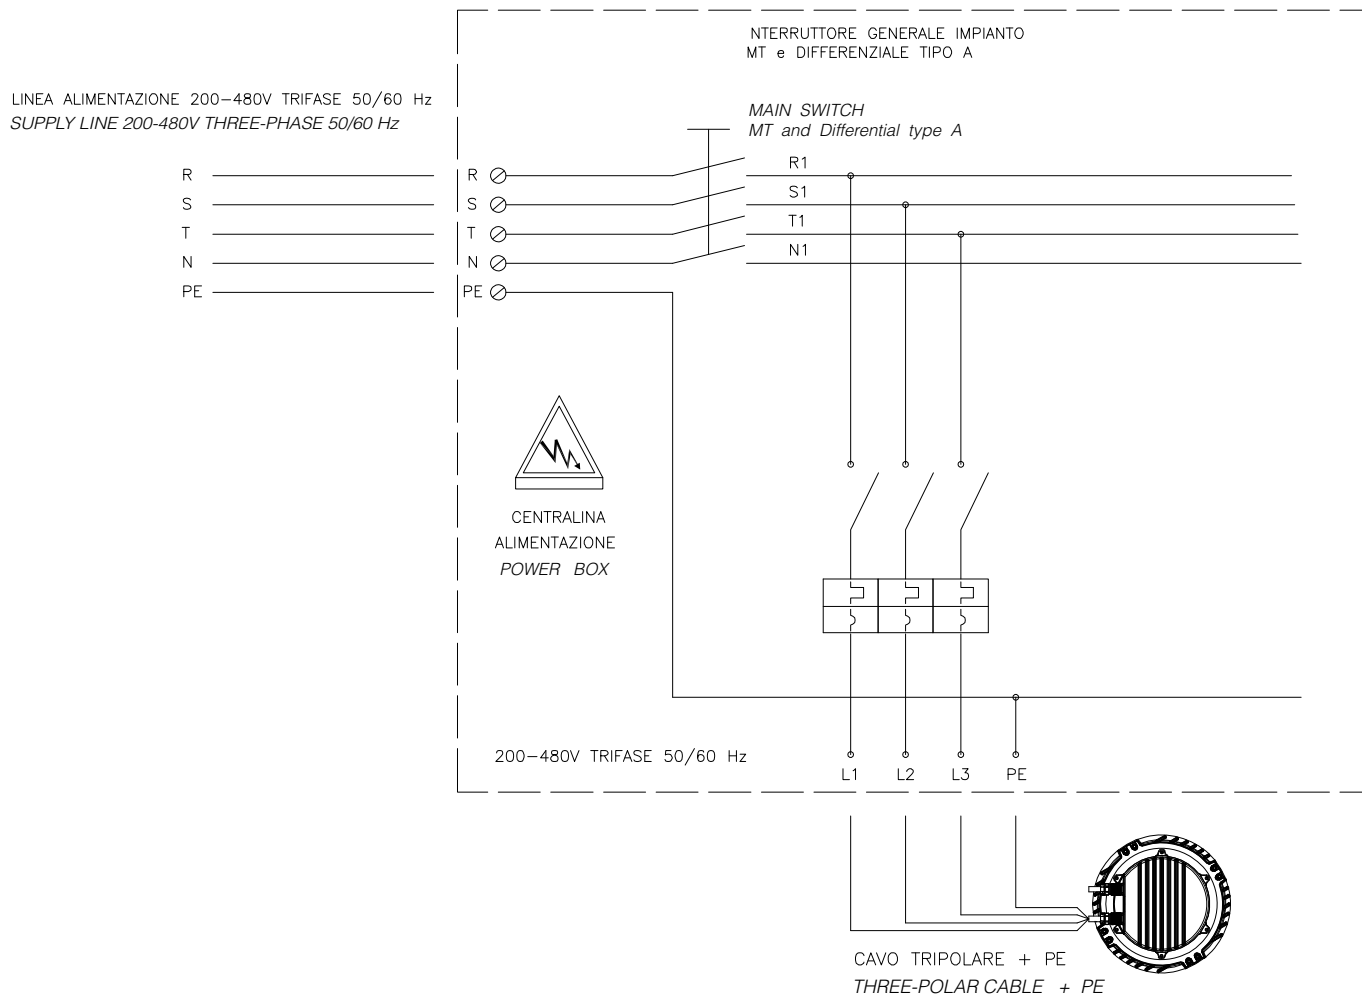 NTERRUTTORE GENERALE IMPIANTO
MT e DIFFERENZIALE TIPO A
LINEA ALIMENTAZIONE 200-480V TRIFASE 50/60 Hz
SUPPLY LINE 200-480V THREE-PHASE 50/60 Hz
MAIN SWITCH
MT and Differential type A
R R R1
S S S1
T T T1
N N N1
PE PE
CENTRALINA
ALIMENTAZIONE
POWER BOX
200-480V TRIFASE 50/60 Hz
L1 L2 L3 PE
CAVO TRIPOLARE + PE
THREE-POLAR CABLE + PE